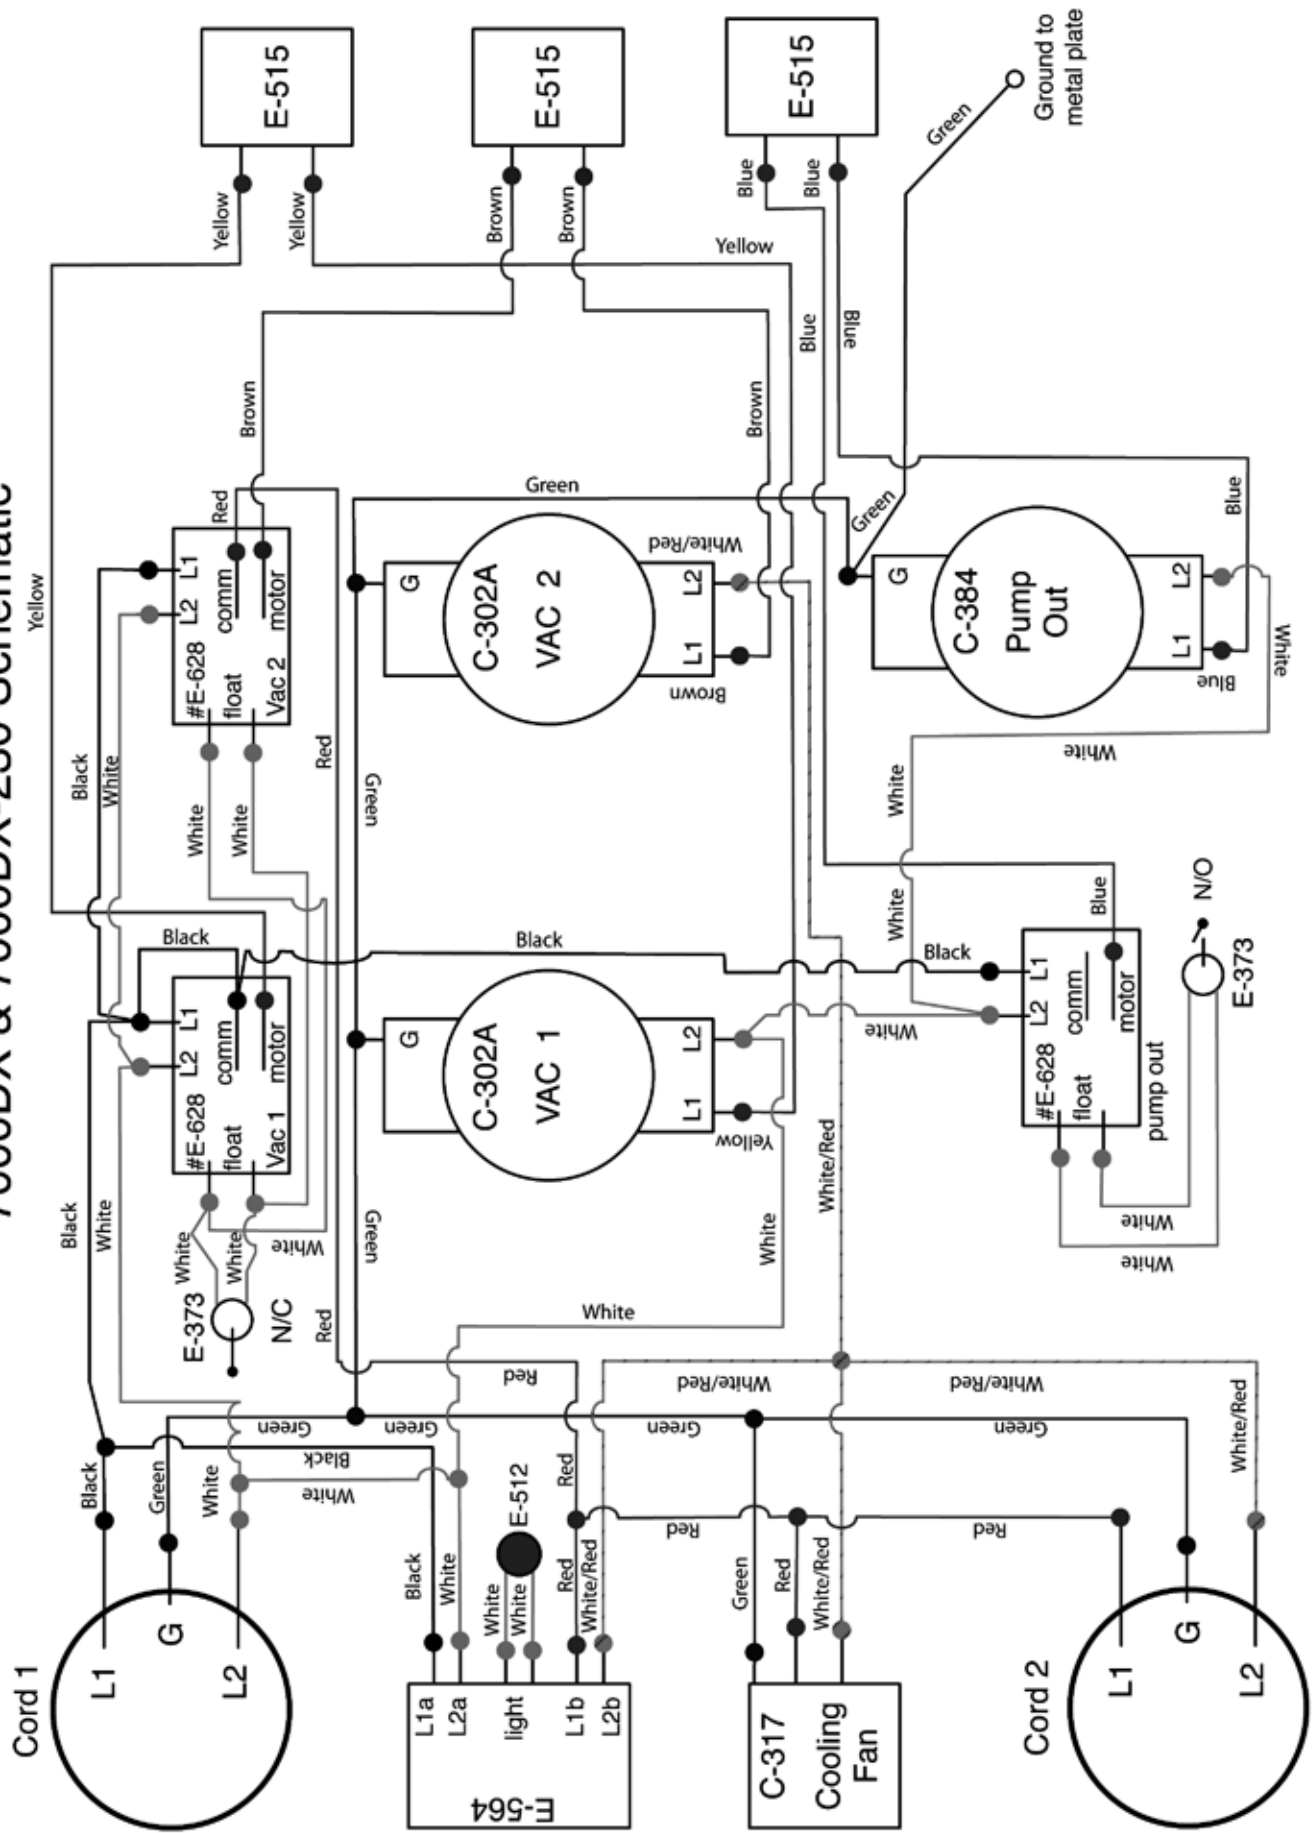 & Schematic
E-515
E-515
E-515
Ground to
metal plate
Green
Yellow
Yellow
Brown
Brown
Blue
Blue
Yellow
Blue
Blue
Brown
Brown
Red
Green
Green
Blue
Yellow
L1
L2
comm
motor
#E-628
float
Vac 2
G
C-302A
VAC 2
L2
L1
White/Red
Brown
G
C-384
Pump
Out
L2
L1
Blue
White
White
Black
White
White
White
Red
Green
White
White
Blue
N/O
E-373
Black
Black
Black
L1
L2
comm
motor
#E-628
float
Vac 1
G
C-302A
VAC 1
L2
L1
Yellow
White
L1
L2
comm
motor
#E-628
float
pump out
White
White
Black
White
White
White
White
E-373
N/C
Green
Red
White
White/Red
White
Red
White/Red
White/Red
White/Red
Green
Green
Green
Green
Black
White
Black
Green
White
Black
White
E-512
White
White
Red
Red
White/Red
Red
Red
Green
Red
White/Red
Cord 1
L1
G
L2
L1a
L2a
light
L1b
L2b
E-564
C-317
Cooling
Fan
Cord 2
L1
G
L2